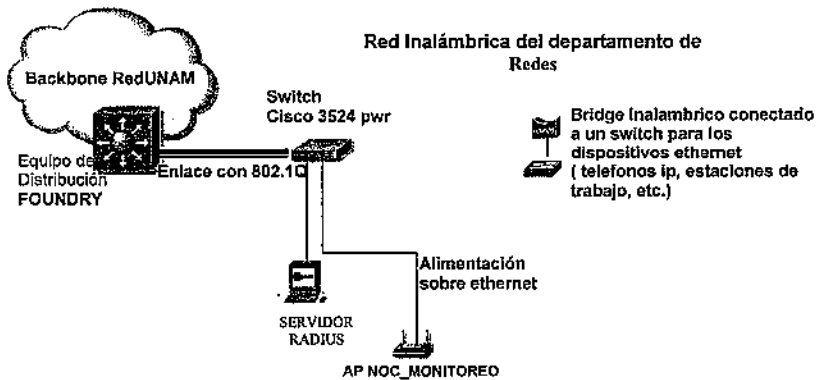 Red Inalámbrica del departamento de
Redes
Backbone RedUNAM
Switch
Cisco 3524 pwr
Equipo de
Distribución
FOUNDRY
Enlace con 802.1Q
Bridge Inalambrico conectado
a un switch para los
dispositivos ethernet
( telefonos ip, estaciones de
trabajo, etc.)
Alimentación
sobre ethernet
SERVIDOR
RADIUS
AP NOC_MONITOREO